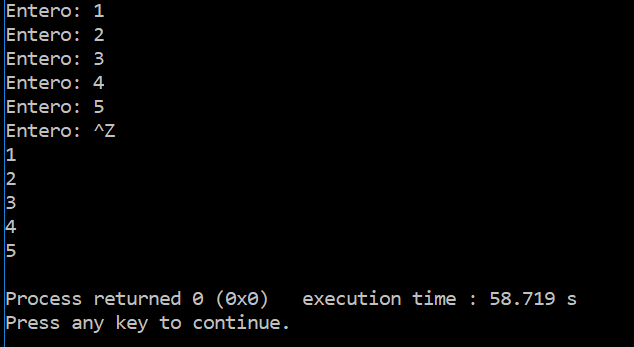 Entero: 1
Entero: 2
Entero: 3
Entero: 4
Entero: 5
Entero: ^Z
1
2
3
4
5
Process returned 0 (0x0)   execution time : 58.719 s
Press any key to continue.